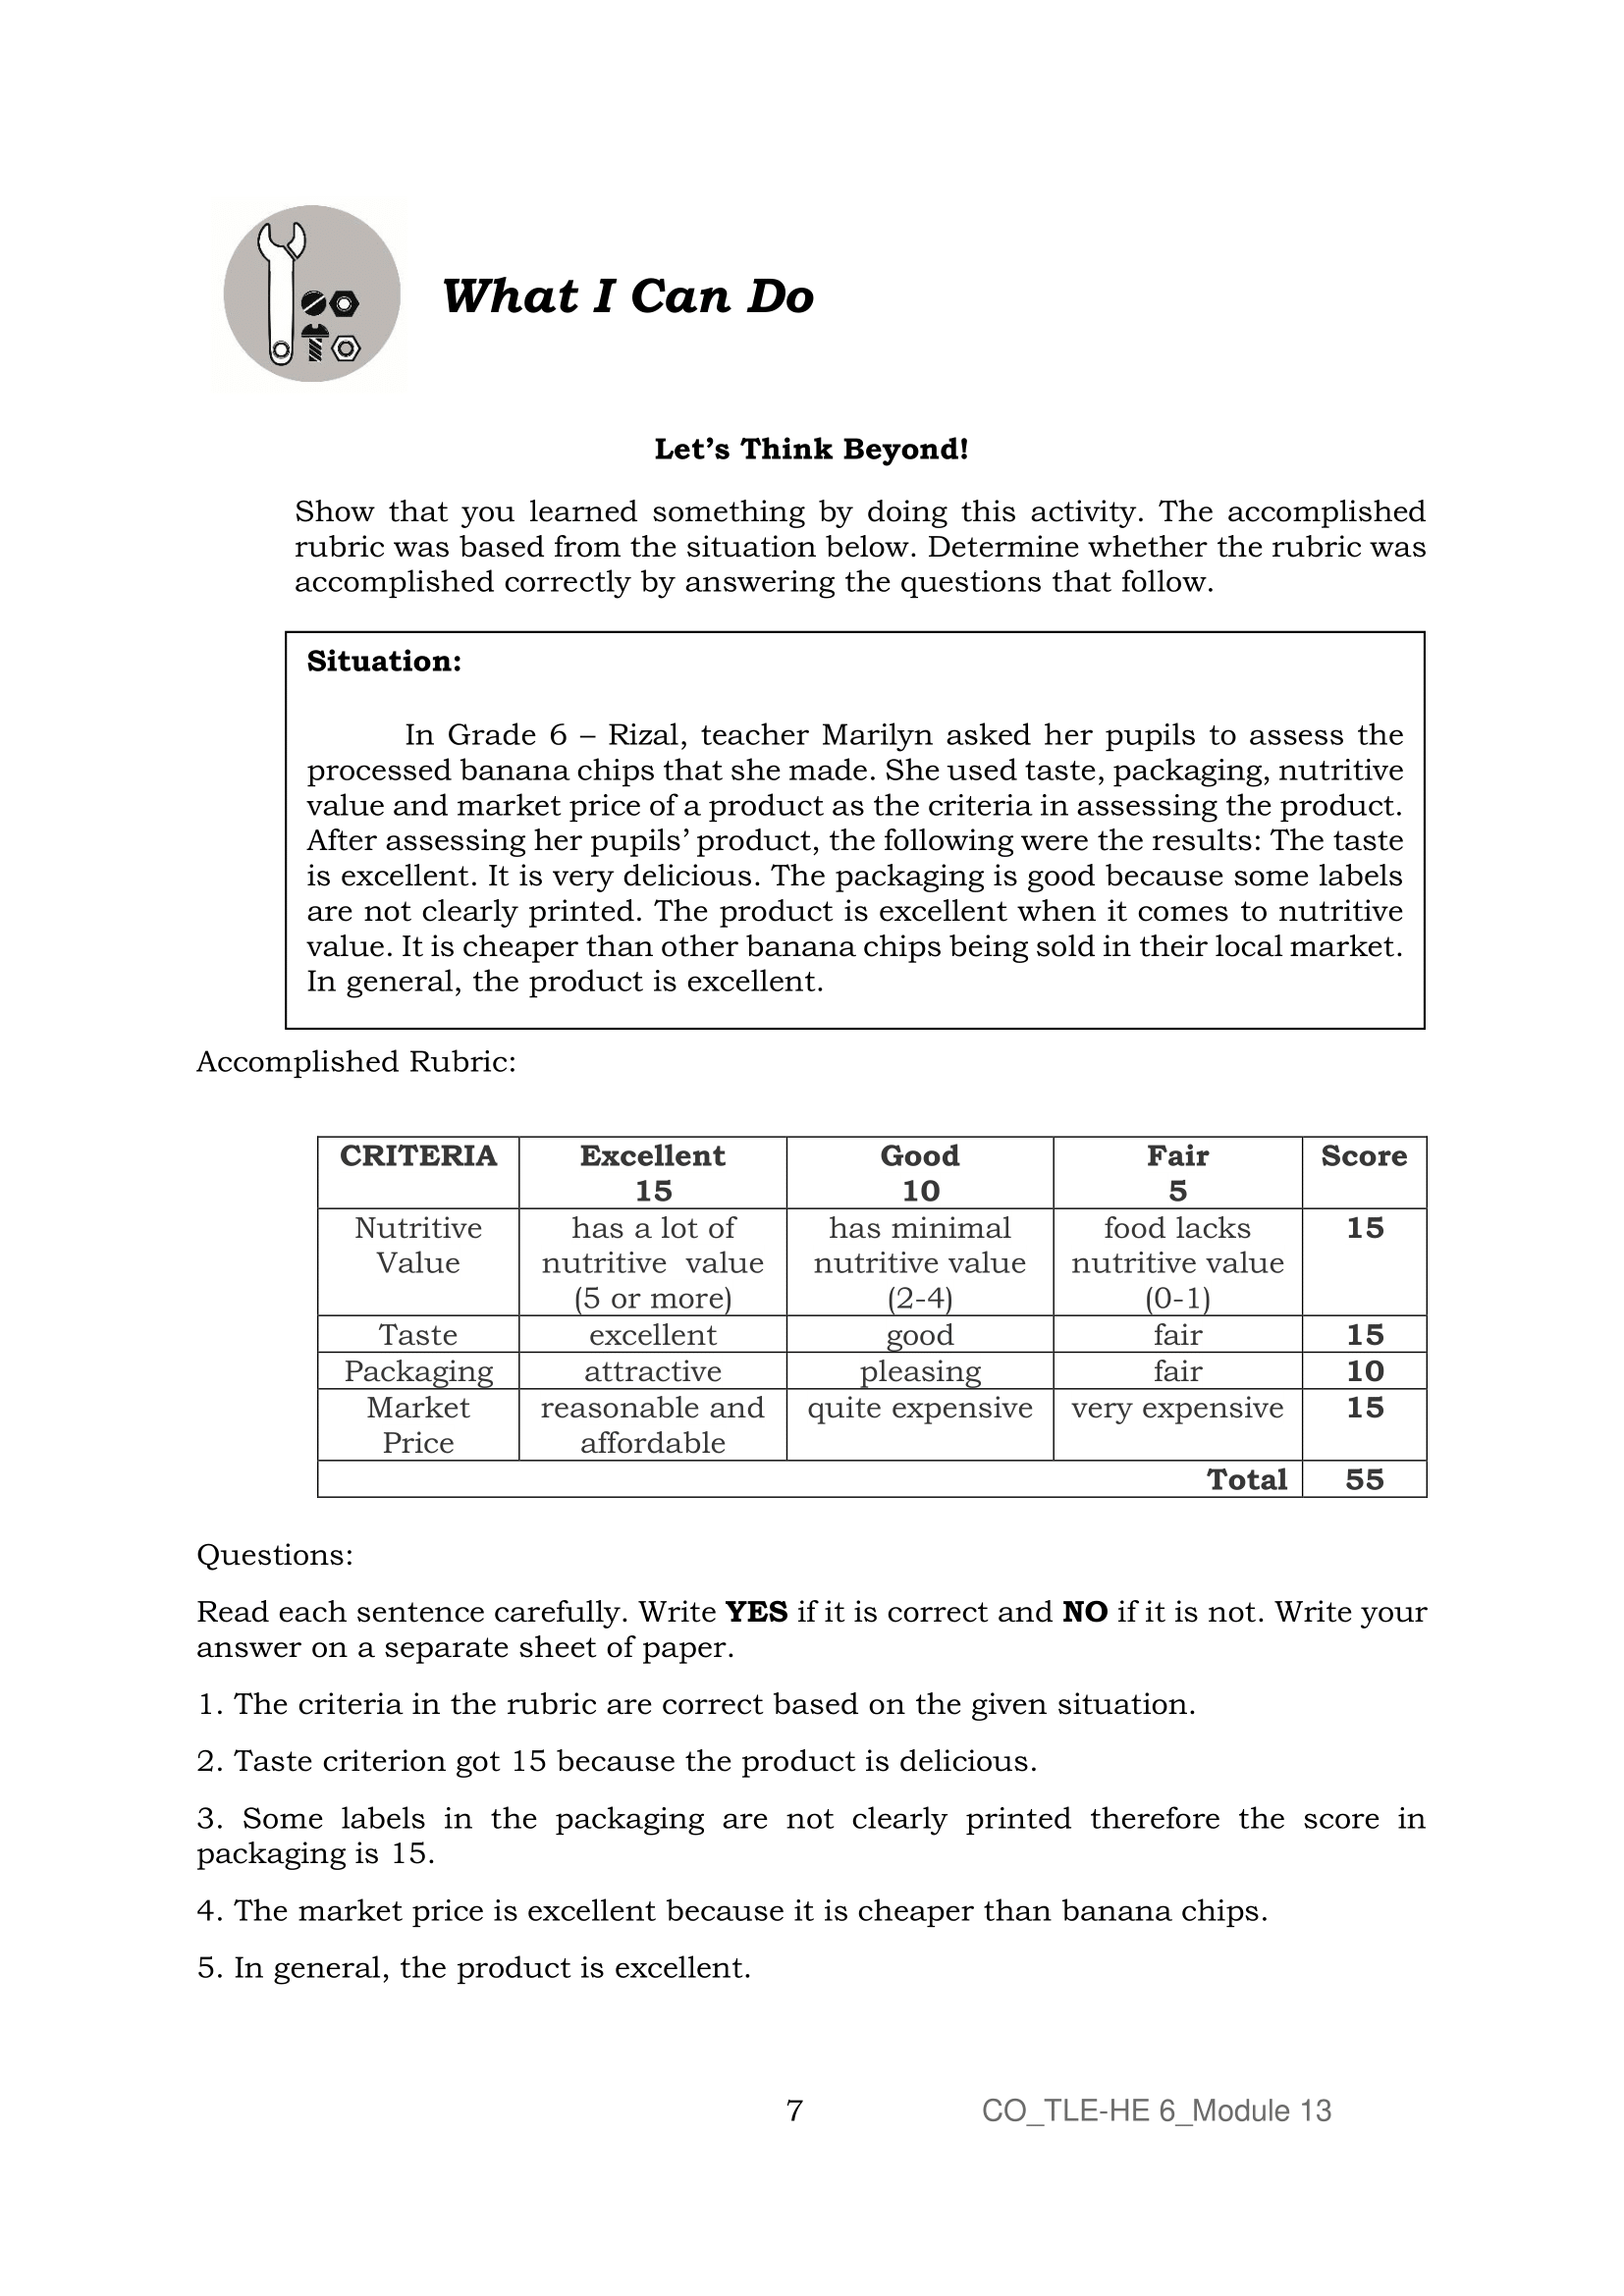 What I Can Do
Let’s Think Beyond!
Show that you learned something by doing this activity. The accomplished
rubric was based from the situation below. Determine whether the rubric was
accomplished correctly by answering the questions that follow.
Situation:
In Grade 6 – Rizal, teacher Marilyn asked her pupils to assess the
processed banana chips that she made. She used taste, packaging, nutritive
value and market price of a product as the criteria in assessing the product.
After assessing her pupils’ product, the following were the results: The taste
is excellent. It is very delicious. The packaging is good because some labels
are not clearly printed. The product is excellent when it comes to nutritive
value. It is cheaper than other banana chips being sold in their local market.
In general, the product is excellent.
Accomplished Rubric:
CRITERIA Excellent Good Fair Score
15 10 5
Nutritive has a lot of has minimal food lacks 15
Value nutritive value nutritive value nutritive value
(5 or more) (2-4) (0-1)
Taste excellent good fair 15
Packaging attractive pleasing fair 10
Market reasonable and quite expensive very expensive 15
Price affordable
Total 55
Questions:
Read each sentence carefully. Write YES if it is correct and NO if it is not. Write your
answer on a separate sheet of paper.
1. The criteria in the rubric are correct based on the given situation.
2. Taste criterion got 15 because the product is delicious.
3. Some labels in the packaging are not clearly printed therefore the score in
packaging is 15.
4. The market price is excellent because it is cheaper than banana chips.
5. In general, the product is excellent.
7 CO_TLE-HE 6_Module 13